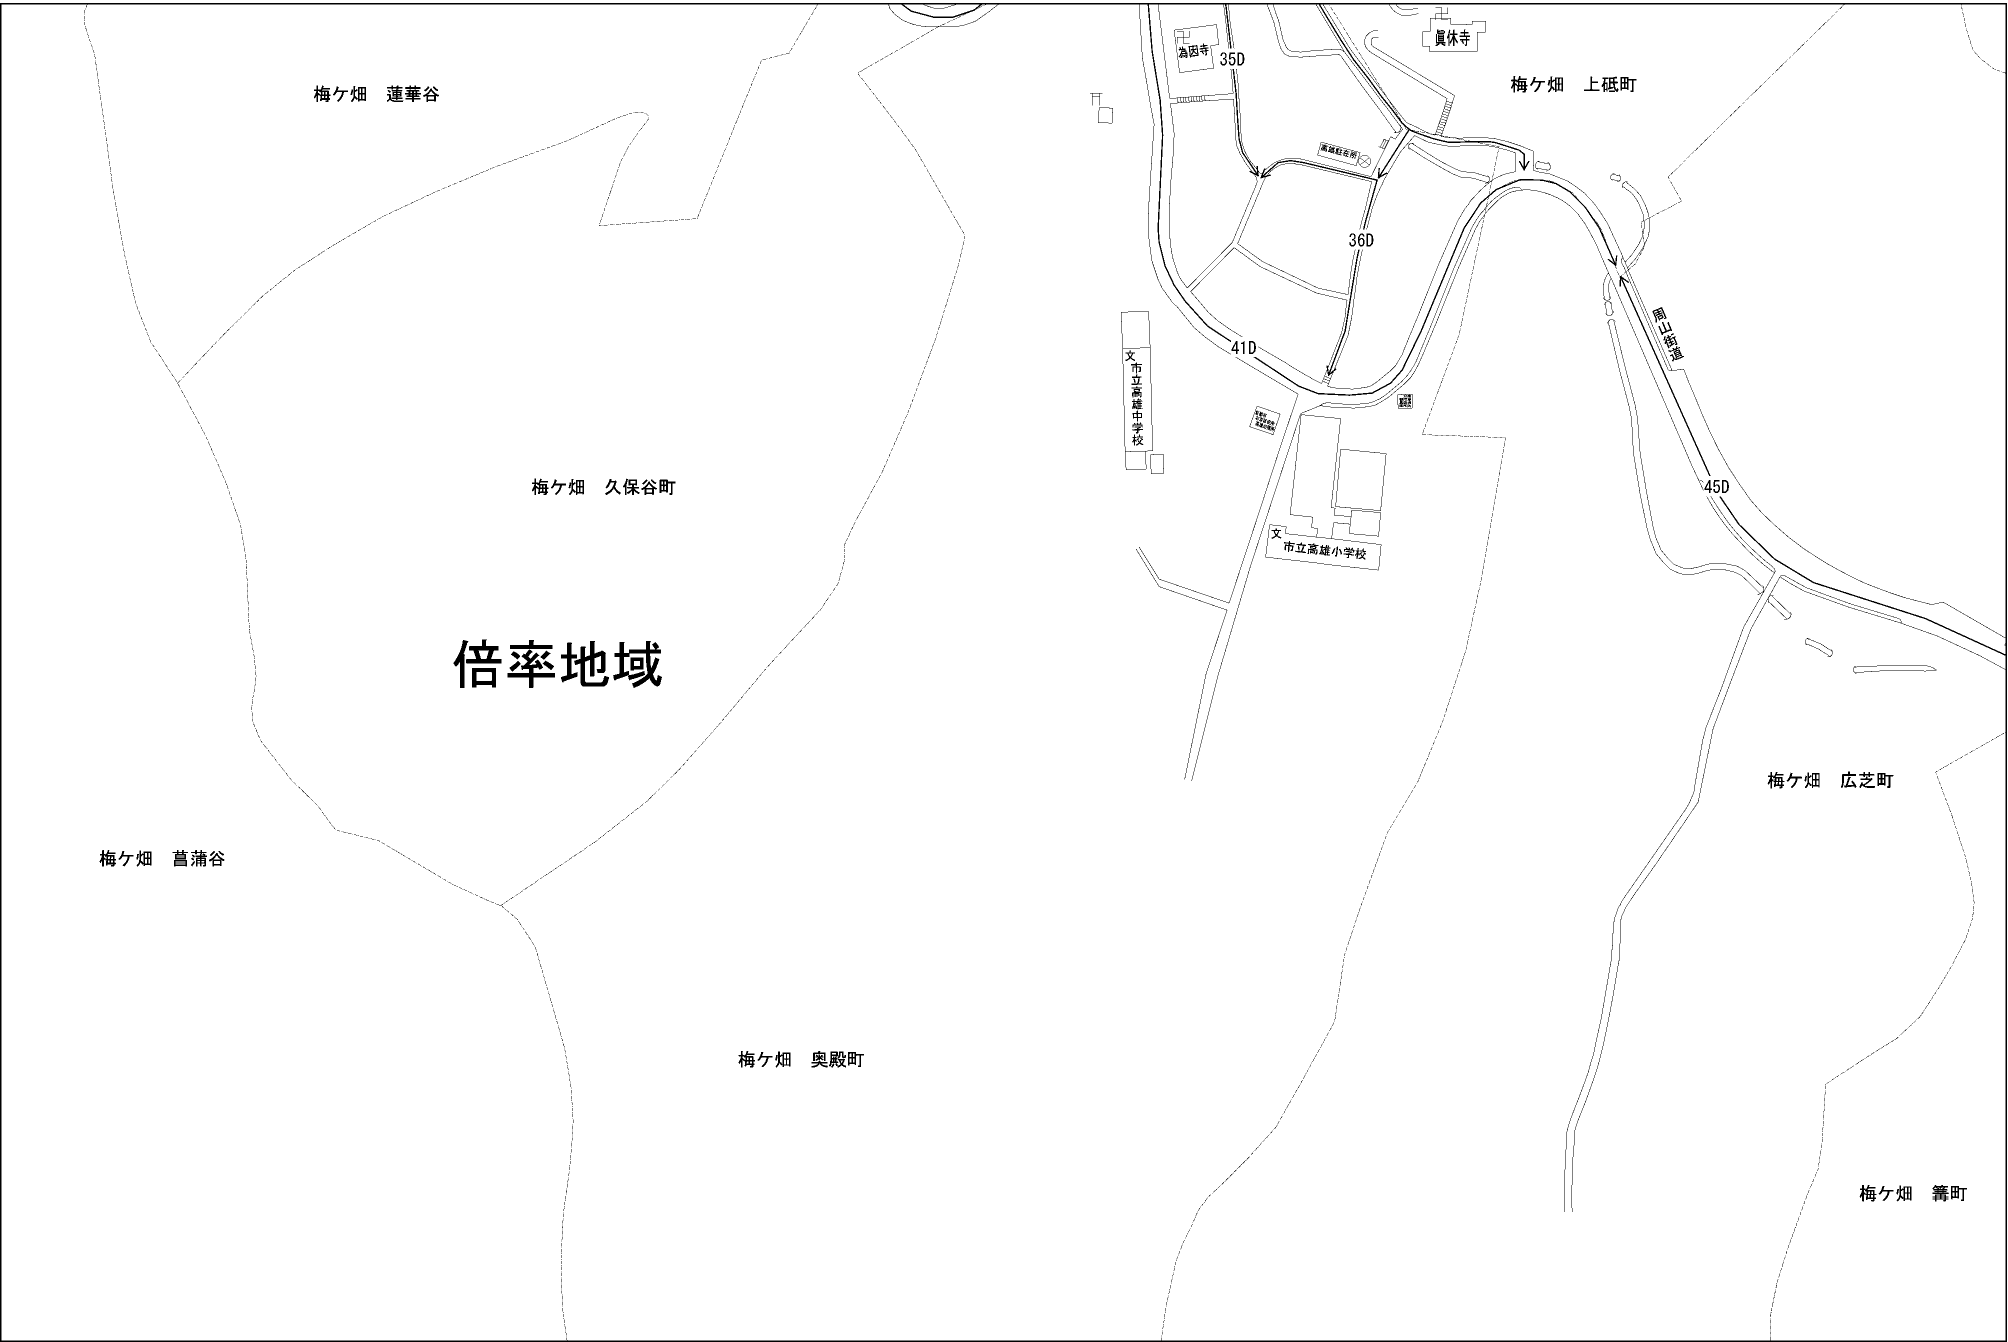 眞休寺
為因寺
35D
梅ケ畑　上砥町
梅ケ畑　蓮華谷
高雄駐在所
36D
周山街道
41D
文
市立高雄中学校
45D
梅ケ畑　久保谷町
文
市立高雄小学校
倍率地域
梅ケ畑　広芝町
梅ケ畑　菖蒲谷
梅ケ畑　奥殿町
梅ケ畑　篝町